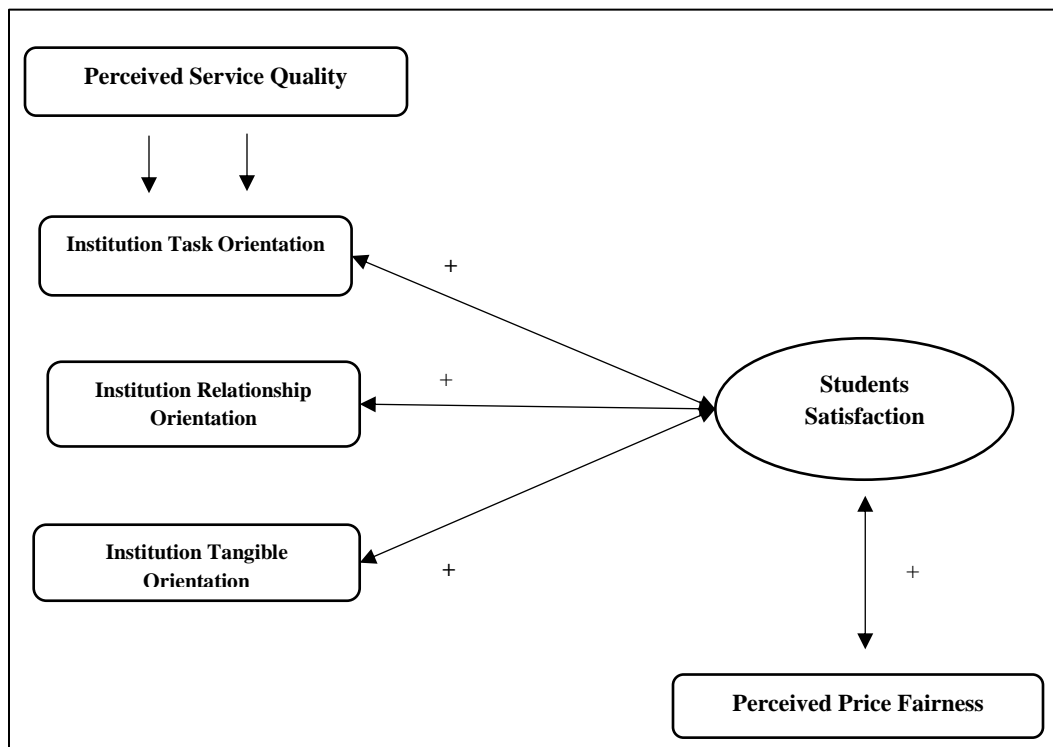 Perceived Service Quality
Institution Task Orientation
+
Institution Relationship
Orientation
+
Students
Satisfaction
Institution Tangible
Orientation
+
+
Perceived Price Fairness